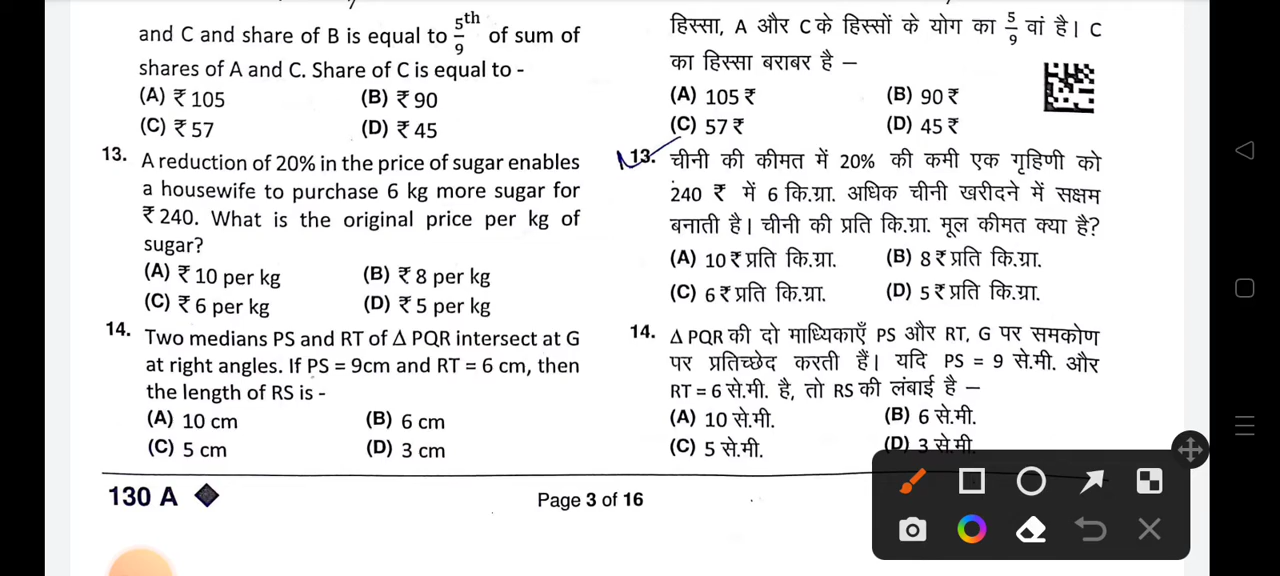 and C and share of B is equal to 5th/9 of sum of
shares of A and C. Share of C is equal to -
(A) ₹ 105 (B) ₹ 90
(C) ₹ 57 (D) ₹ 45
13. A reduction of 20% in the price of sugar enables
a housewife to purchase 6 kg more sugar for
₹ 240. What is the original price per kg of
sugar?
(A) ₹ 10 per kg (B) ₹ 8 per kg
(C) ₹ 6 per kg (D) ₹ 5 per kg
14. Two medians PS and RT of Δ PQR intersect at G
at right angles. If PS = 9cm and RT = 6 cm, then
the length of RS is -
(A) 10 cm (B) 6 cm
(C) 5 cm (D) 3 cm
हिस्सा, A और C के हिस्सों के योग का 5/9 वां है। C
का हिस्सा बराबर है –
(A) 105 ₹ (B) 90 ₹
(C) 57 ₹ (D) 45 ₹
13. चीनी की कीमत में 20% की कमी एक गृहिणी को
240 ₹ में 6 कि.ग्रा. अधिक चीनी खरीदने में सक्षम
बनाती है। चीनी की प्रति कि.ग्रा. मूल कीमत क्या है?
(A) 10 ₹ प्रति कि.ग्रा. (B) 8 ₹ प्रति कि.ग्रा.
(C) 6 ₹ प्रति कि.ग्रा. (D) 5 ₹ प्रति कि.ग्रा.
14. Δ PQR की दो माध्यिकाएँ PS और RT, G पर समकोण
पर प्रतिच्छेद करती हैं। यदि PS = 9 से.मी. और
RT = 6 से.मी. है, तो RS की लंबाई है –
(A) 10 से.मी. (B) 6 से.मी.
(C) 5 से.मी. (D) 3 से.मी.
130 A Page 3 of 16